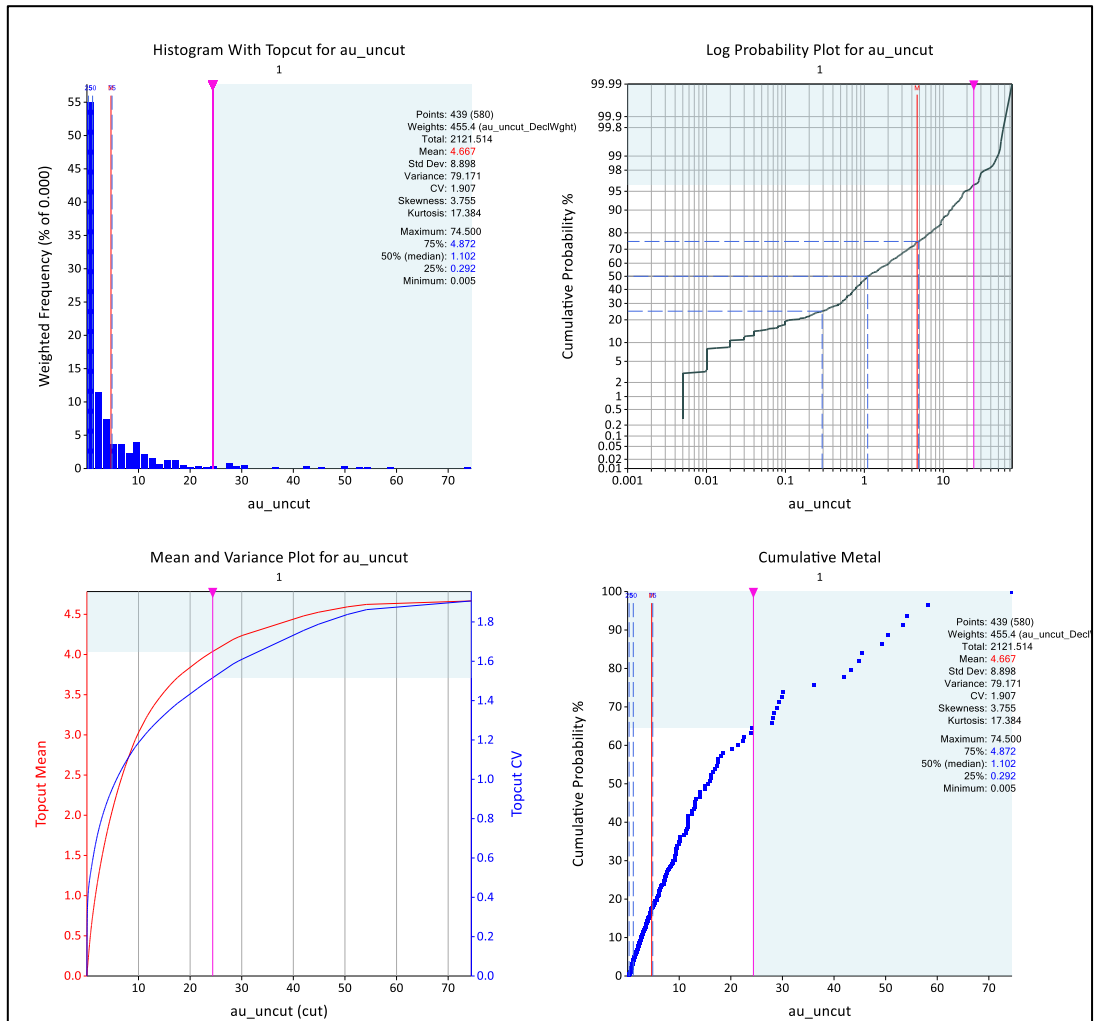 Histogram With Topcut for au_uncut
1
Points: 439 (580)
Weights: 455.4 (au_uncut_DeclWght)
Total: 2121.514
Mean: 4.667
Std Dev: 8.898
Variance: 79.171
CV: 1.907
Skewness: 3.755
Kurtosis: 17.384
Maximum: 74.500
75%: 4.872
50% (median): 1.102
25%: 0.292
Minimum: 0.005
Weighted Frequency (% of 0.000)
55
50
45
40
35
30
25
20
15
10
5
0
10 20 30 40 50 60 70
au_uncut
Log Probability Plot for au_uncut
1
M
Cumulative Probability %
99.99
99.9
99.8
99
98
95
90
80
70
60
50
40
30
20
10
5
2
1
0.5
0.2
0.1
0.05
0.02
0.01
0.001 0.01 0.1 1 10
au_uncut
Mean and Variance Plot for au_uncut
1
Topcut Mean
4.5
4.0
3.5
3.0
2.5
2.0
1.5
1.0
0.5
0.0
Topcut CV
1.8
1.6
1.4
1.2
1.0
0.8
0.6
0.4
0.2
0.0
10 20 30 40 50 60 70
au_uncut (cut)
Cumulative Metal
1
Points: 439 (580)
Weights: 455.4 (au_uncut_Decl
Total: 2121.514
Mean: 4.667
Std Dev: 8.898
Variance: 79.171
CV: 1.907
Skewness: 3.755
Kurtosis: 17.384
Maximum: 74.500
75%: 4.872
50% (median): 1.102
25%: 0.292
Minimum: 0.005
Cumulative Probability %
100
90
80
70
60
50
40
30
20
10
0
10 20 30 40 50 60 70
au_uncut